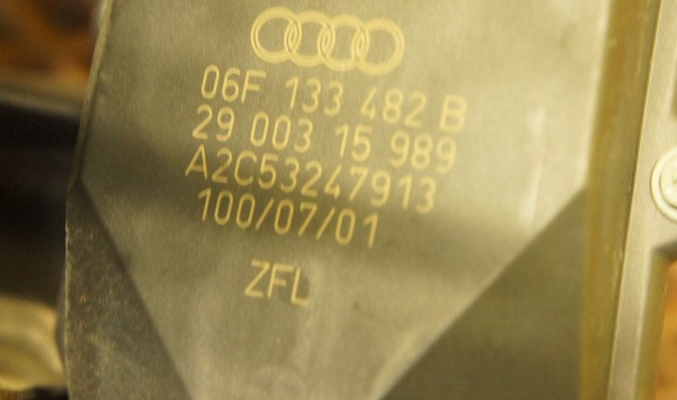 06F 133 482 B
29 003 15 989
A2C53247913
100/07/01
ZFL